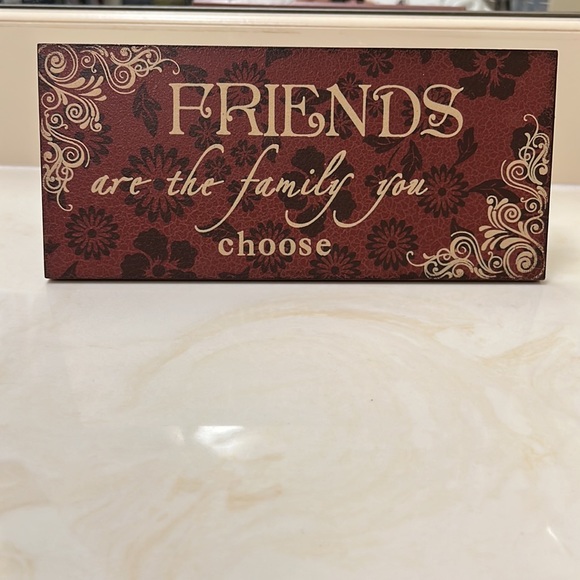 FRIENDS
are the family you
choose